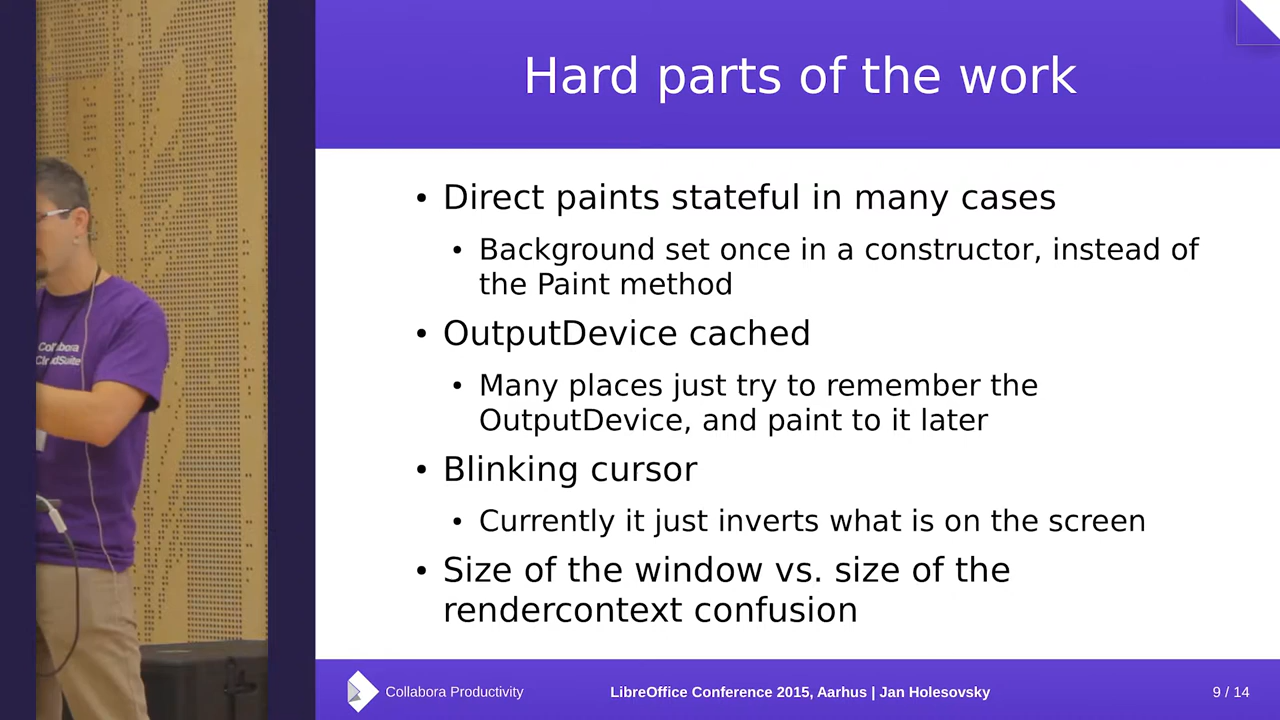 Hard parts of the work
• Direct paints stateful in many cases
• Background set once in a constructor, instead of
the Paint method
• OutputDevice cached
• Many places just try to remember the
OutputDevice, and paint to it later
• Blinking cursor
• Currently it just inverts what is on the screen
• Size of the window vs. size of the
rendercontext confusion
Collabora Productivity
LibreOffice Conference 2015, Aarhus | Jan Holesovsky
9 / 14
Collabora
CloudSuite